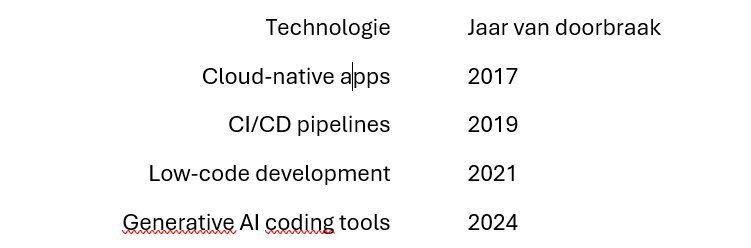 Technologie Jaar van doorbraak
Cloud-native apps 2017
CI/CD pipelines 2019
Low-code development 2021
Generative AI coding tools 2024